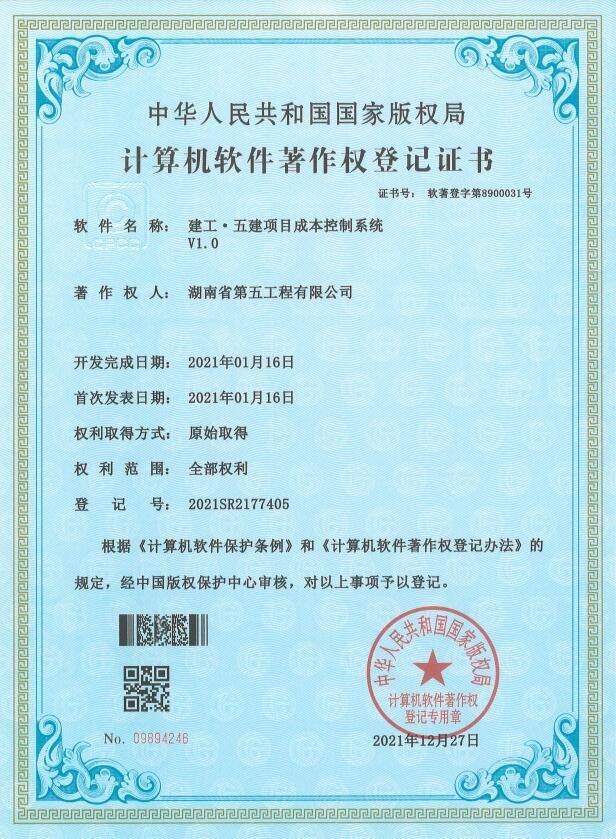 中华人民共和国国家版权局
计算机软件著作权登记证书
证书号： 软著登字第8900031号
软件名称： 建工·五建项目成本控制系统
V1.0
著作权人： 湖南省第五工程有限公司
开发完成日期： 2021年01月16日
首次发表日期： 2021年01月16日
权利取得方式： 原始取得
权利范围： 全部权利
登记号： 2021SR2177405
根据《计算机软件保护条例》和《计算机软件著作权登记办法》的
规定，经中国版权保护中心审核，对以上事项予以登记。
中华人民共和国国家版权局
计算机软件著作权
登记专用章
No. 09894246
2021年12月27日